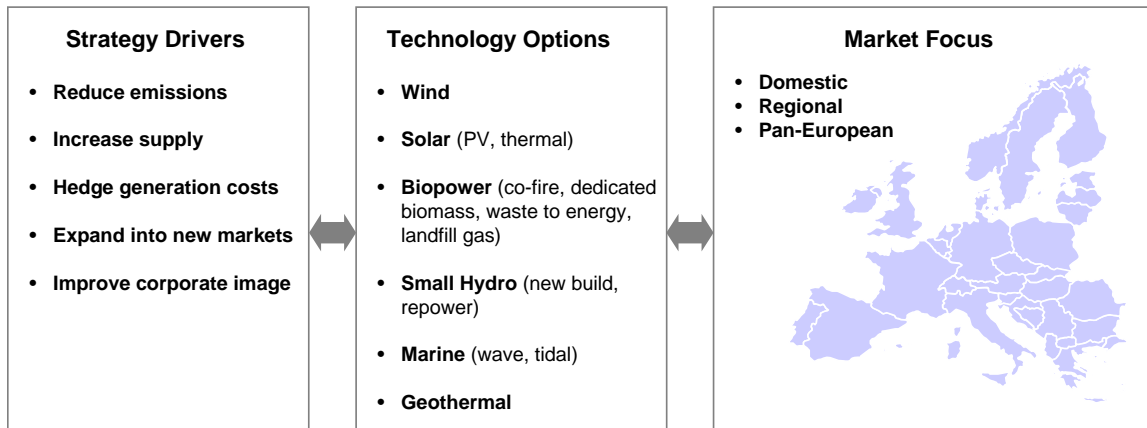 Strategy Drivers
• Reduce emissions
• Increase supply
• Hedge generation costs
• Expand into new markets
• Improve corporate image
Technology Options
• Wind
• Solar (PV, thermal)
• Biopower (co-fire, dedicated
biomass, waste to energy,
landfill gas)
• Small Hydro (new build,
repower)
• Marine (wave, tidal)
• Geothermal
Market Focus
• Domestic
• Regional
• Pan-European